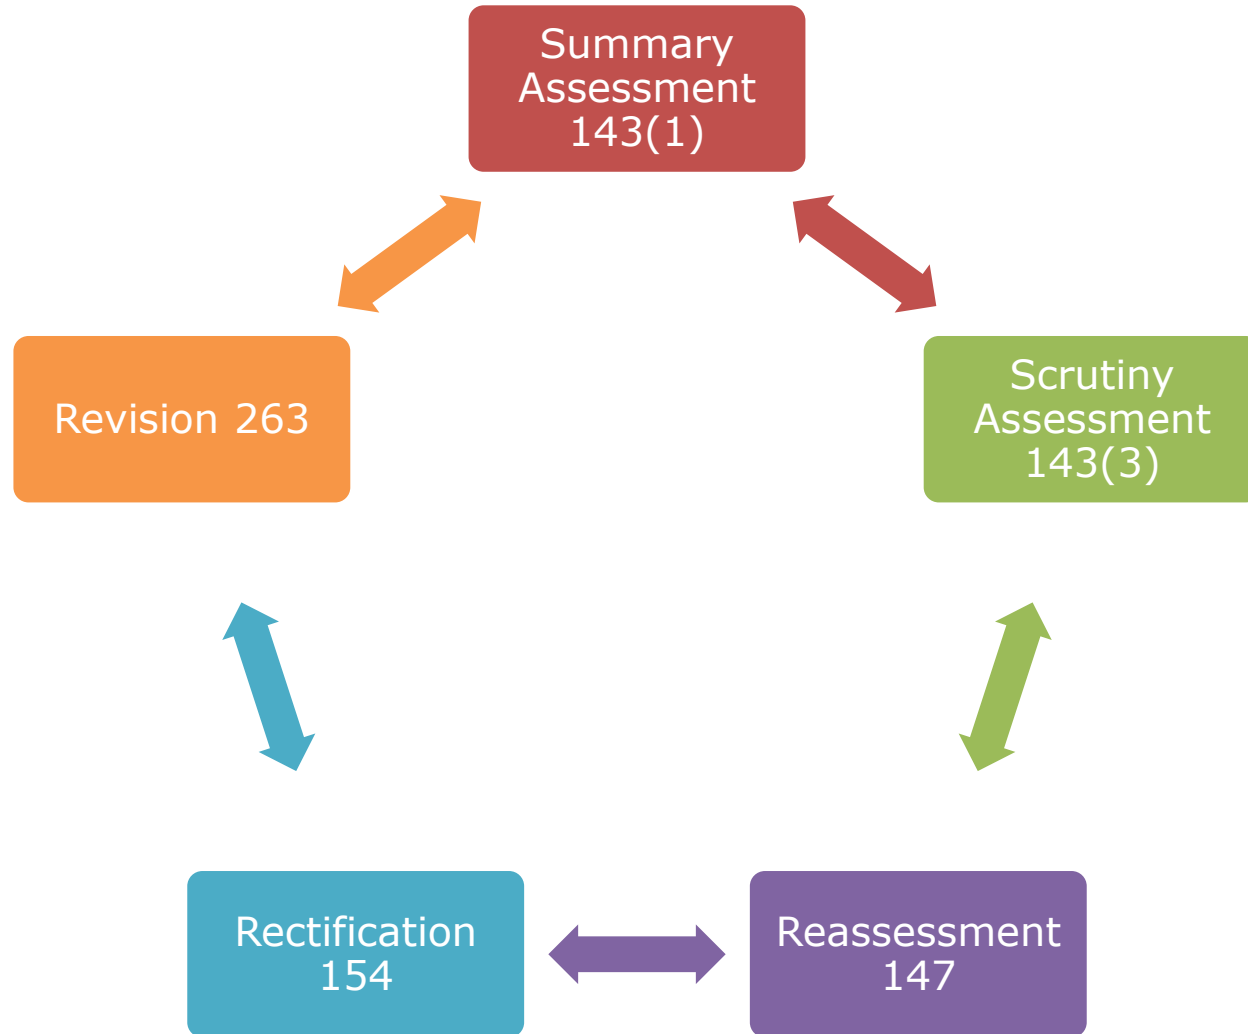 Summary
Assessment
143(1)
Scrutiny
Assessment
143(3)
Reassessment
147
Rectification
154
Revision 263